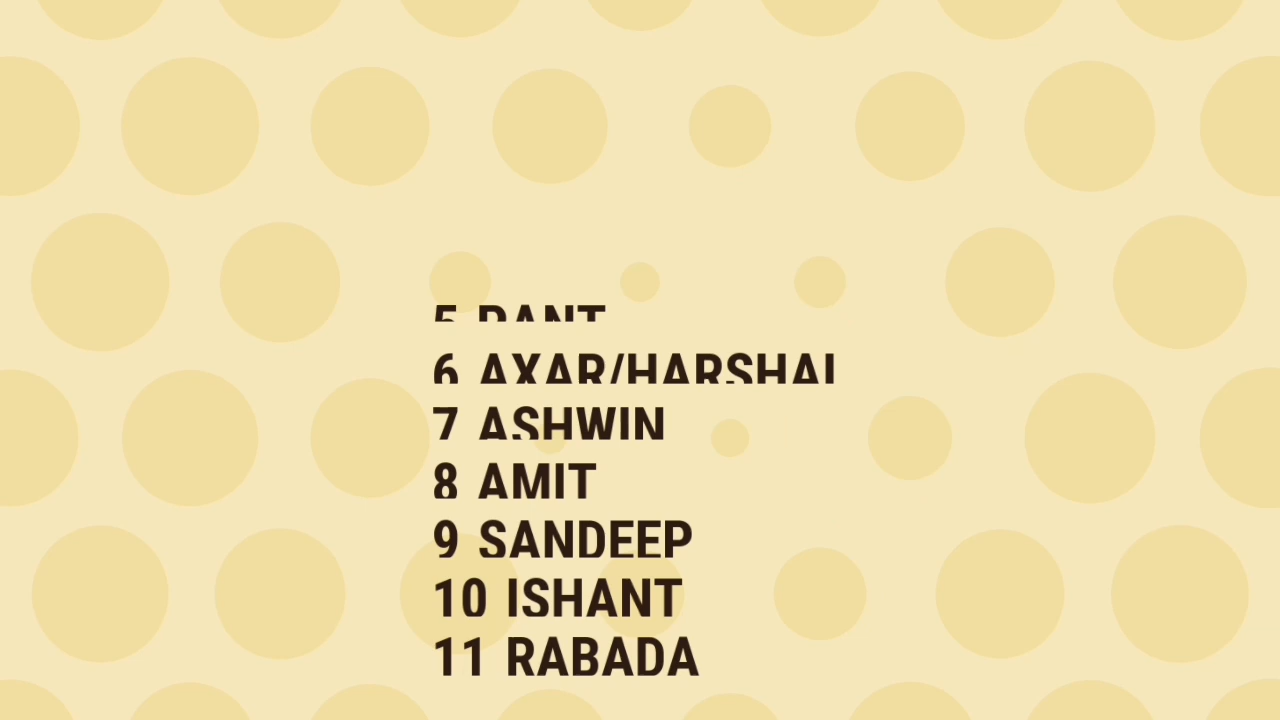 5 PANT
6 AXAR/HARSHAL
7 ASHWIN
8 AMIT
9 SANDEEP
10 ISHANT
11 RABADA